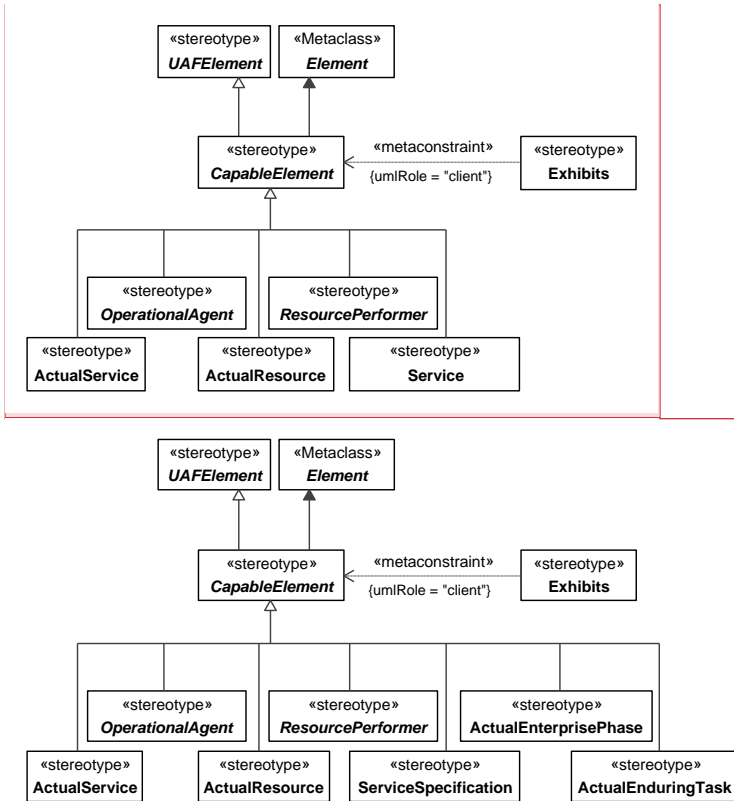 «stereotype»
UAFElement
«Metaclass»
Element
«stereotype»
CapableElement
«metaconstraint»
{umlRole = "client"}
«stereotype»
Exhibits
«stereotype»
OperationalAgent
«stereotype»
ResourcePerformer
«stereotype»
ActualService
«stereotype»
ActualResource
«stereotype»
Service
«stereotype»
UAFElement
«Metaclass»
Element
«stereotype»
CapableElement
«metaconstraint»
{umlRole = "client"}
«stereotype»
Exhibits
«stereotype»
OperationalAgent
«stereotype»
ResourcePerformer
«stereotype»
ActualEnterprisePhase
«stereotype»
ActualService
«stereotype»
ActualResource
«stereotype»
ServiceSpecification
«stereotype»
ActualEnduringTask